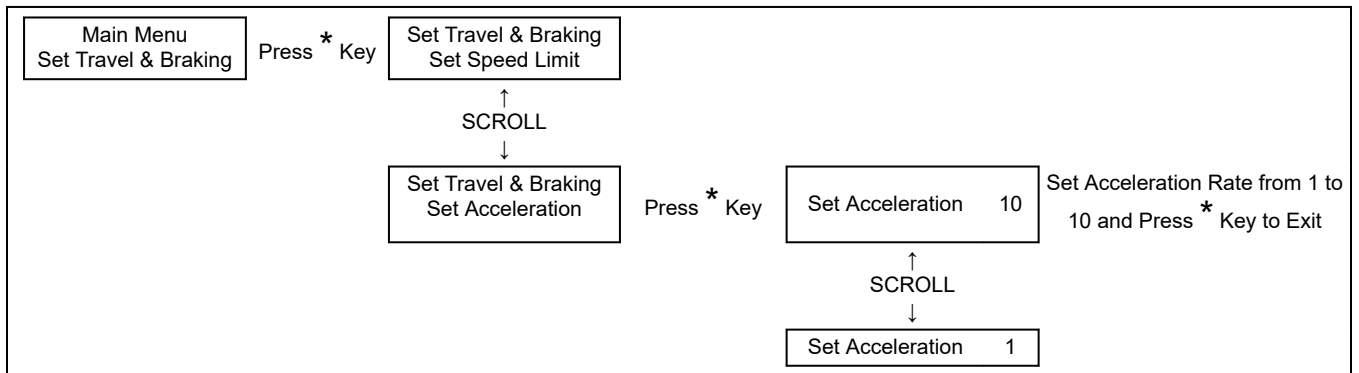 Main Menu
Set Travel & Braking
Press * Key
Set Travel & Braking
Set Speed Limit
↑
SCROLL
↓
Set Travel & Braking
Set Acceleration
Press * Key
Set Acceleration 10
Set Acceleration Rate from 1 to
10 and Press * Key to Exit
↑
SCROLL
↓
Set Acceleration 1